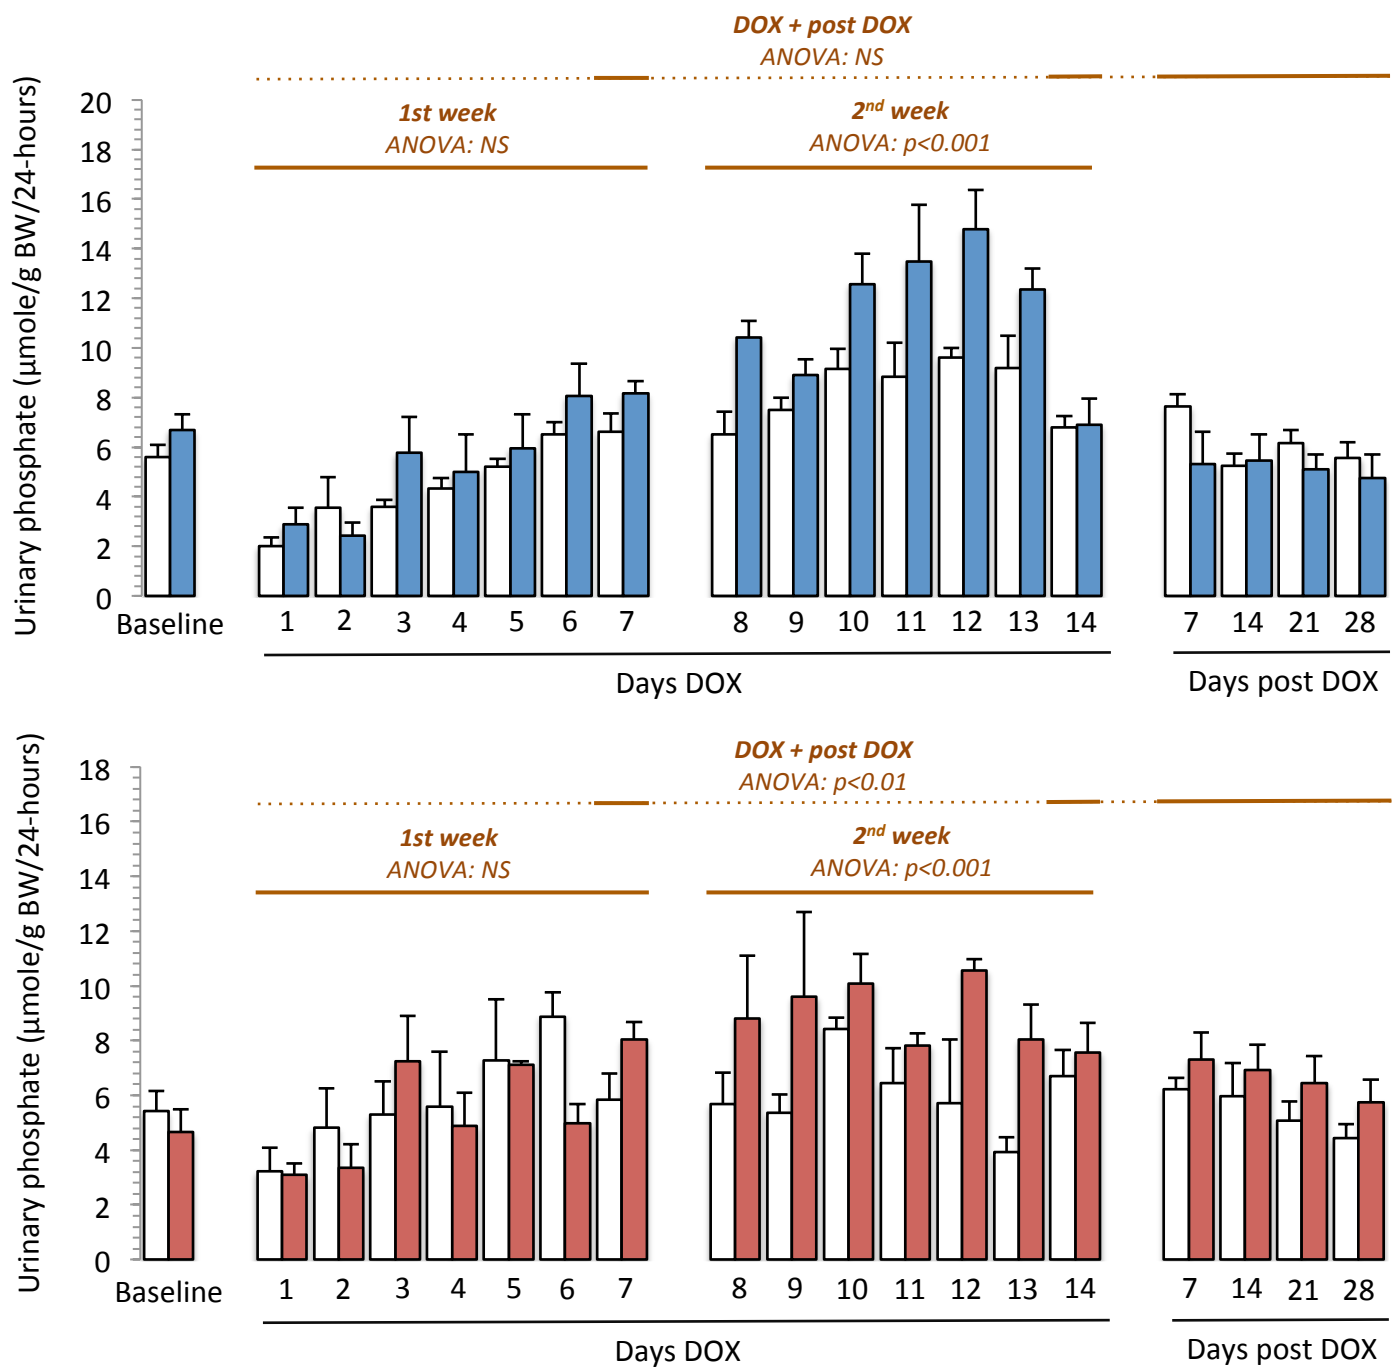 DOX + post DOX
ANOVA: NS
1st week
ANOVA: NS
2nd week
ANOVA: p<0.001
Urinary phosphate (µmole/g BW/24-hours)
20
18
16
14
12
10
8
6
4
2
0
Baseline 1 2 3 4 5 6 7 8 9 10 11 12 13 14 7 14 21 28
Days DOX
Days post DOX
DOX + post DOX
ANOVA: p<0.01
1st week
ANOVA: NS
2nd week
ANOVA: p<0.001
Urinary phosphate (µmole/g BW/24-hours)
18
16
14
12
10
8
6
4
2
0
Baseline 1 2 3 4 5 6 7 8 9 10 11 12 13 14 7 14 21 28
Days DOX
Days post DOX